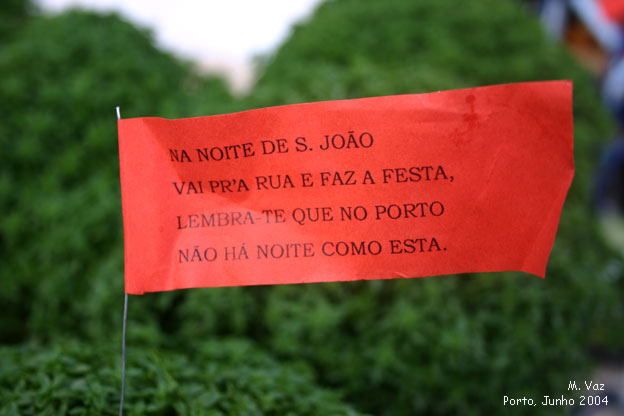 NA NOITE DE S. JOÃO
VAI PR'A RUA E FAZ A FESTA,
LEMBRA-TE QUE NO PORTO
NÃO HÁ NOITE COMO ESTA.
M. Vaz
Porto, Junho 2004